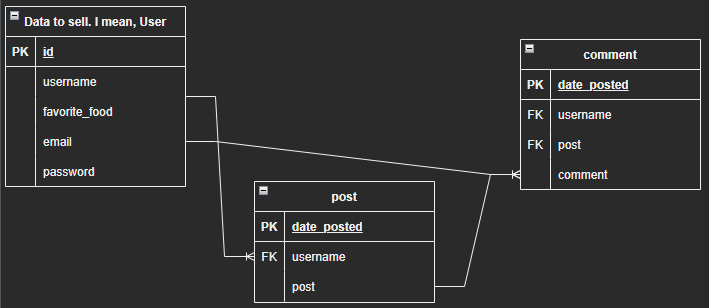 Data to sell. I mean, User
PK id
username
favorite_food
email
password
comment
PK date_posted
FK username
FK post
comment
post
PK date_posted
FK username
post